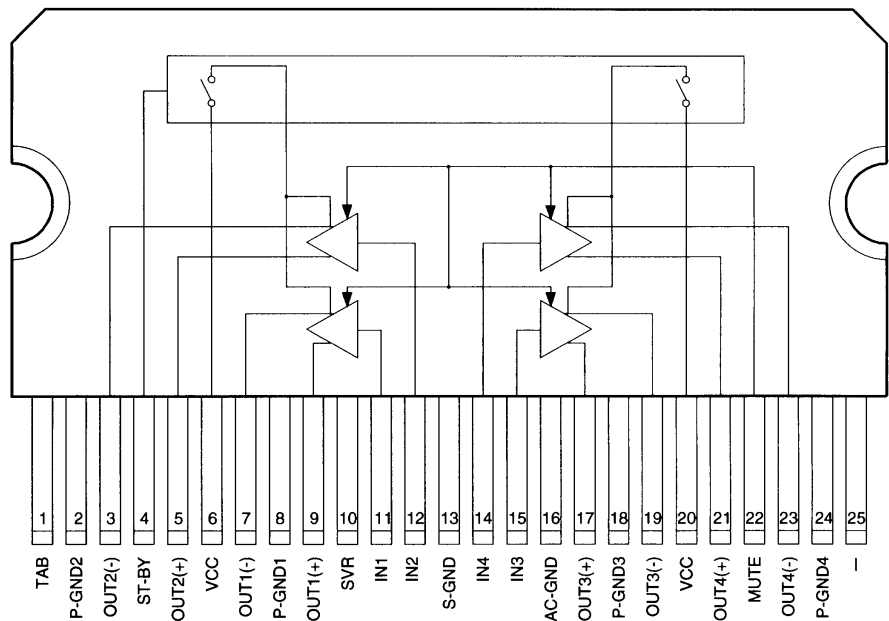 1 2 3 4 5 6 7 8 9 10 11 12 13 14 15 16 17 18 19 20 21 22 23 24 25
TAB
P-GND2
OUT2(-)
ST-BY
OUT2(+)
VCC
OUT1(-)
P-GND1
OUT1(+)
SVR
IN1
IN2
S-GND
IN4
IN3
AC-GND
OUT3(+)
P-GND3
OUT3(-)
VCC
OUT4(+)
MUTE
OUT4(-)
P-GND4
–